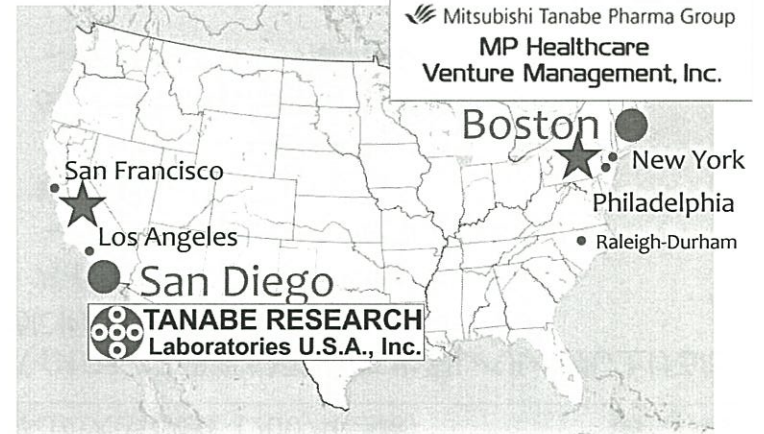 Mitsubishi Tanabe Pharma Group
MP Healthcare
Venture Management, Inc.
Boston
New York
San Francisco
Philadelphia
Los Angeles
Raleigh-Durham
San Diego
TANABE RESEARCH
Laboratories U.S.A., Inc.